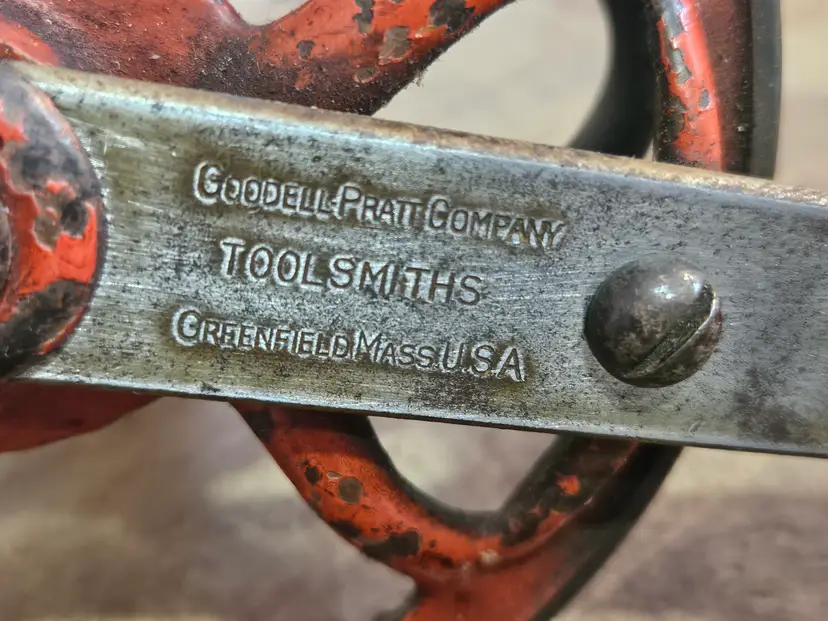 GOODELL-PRATT COMPANY
TOOLSMITHS
GREENFIELD MASS. U.S.A.